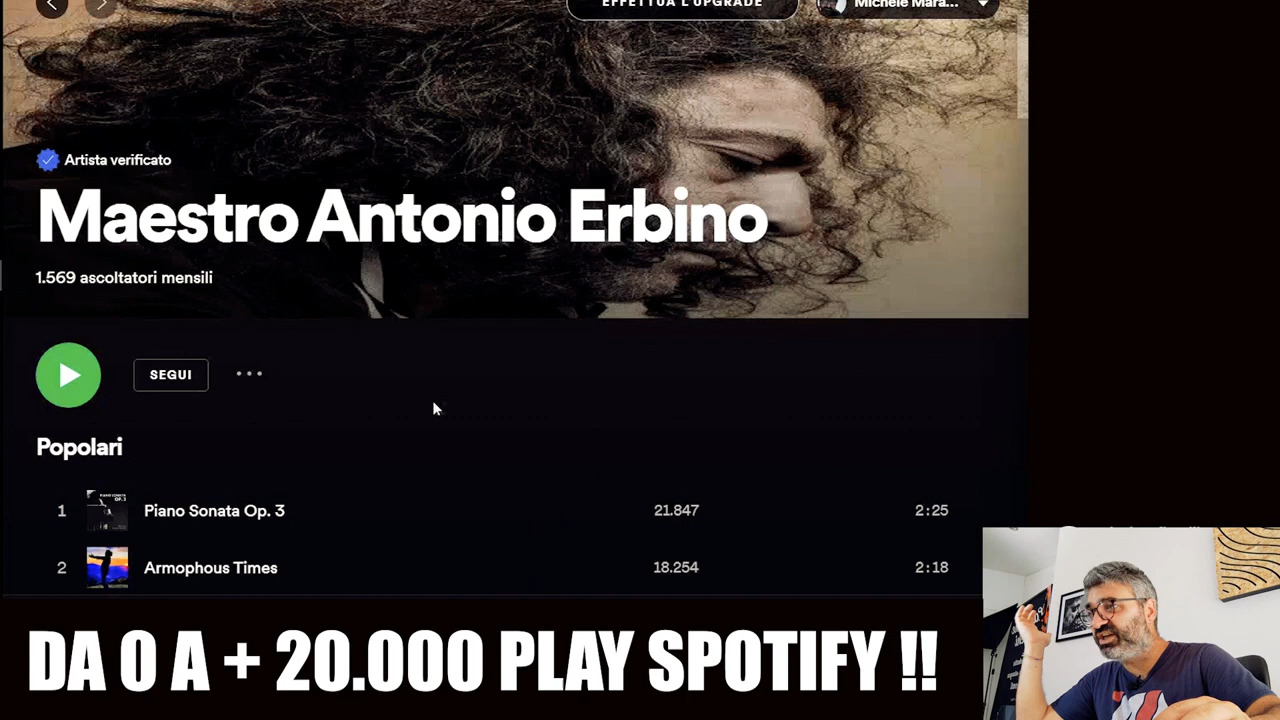 EFFETTUA L'UPGRADE
Michele Mara...
Artista verificato
Maestro Antonio Erbino
1.569 ascoltatori mensili
SEGUI
Popolari
1 Piano Sonata Op. 3 21.847 2:25
2 Armophous Times 18.254 2:18
DA 0 A + 20.000 PLAY SPOTIFY !!